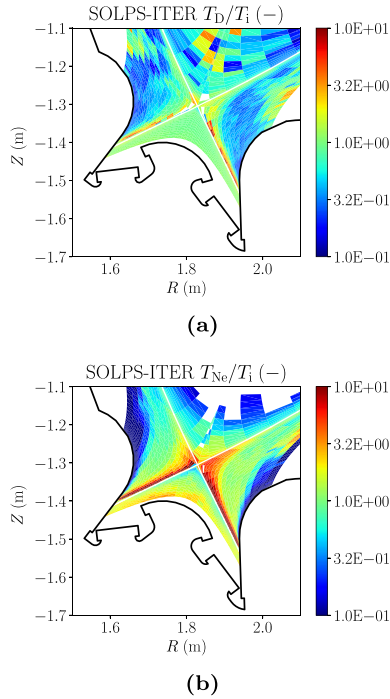 SOLPS-ITER T_D/T_i (−)
−1.1
−1.2
−1.3
−1.4
−1.5
−1.6
−1.7
Z (m)
1.6 1.8 2.0
R (m)
1.0E+01
3.2E+00
1.0E+00
3.2E−01
1.0E−01
(a)
SOLPS-ITER T_Ne/T_i (−)
−1.1
−1.2
−1.3
−1.4
−1.5
−1.6
−1.7
Z (m)
1.6 1.8 2.0
R (m)
1.0E+01
3.2E+00
1.0E+00
3.2E−01
1.0E−01
(b)